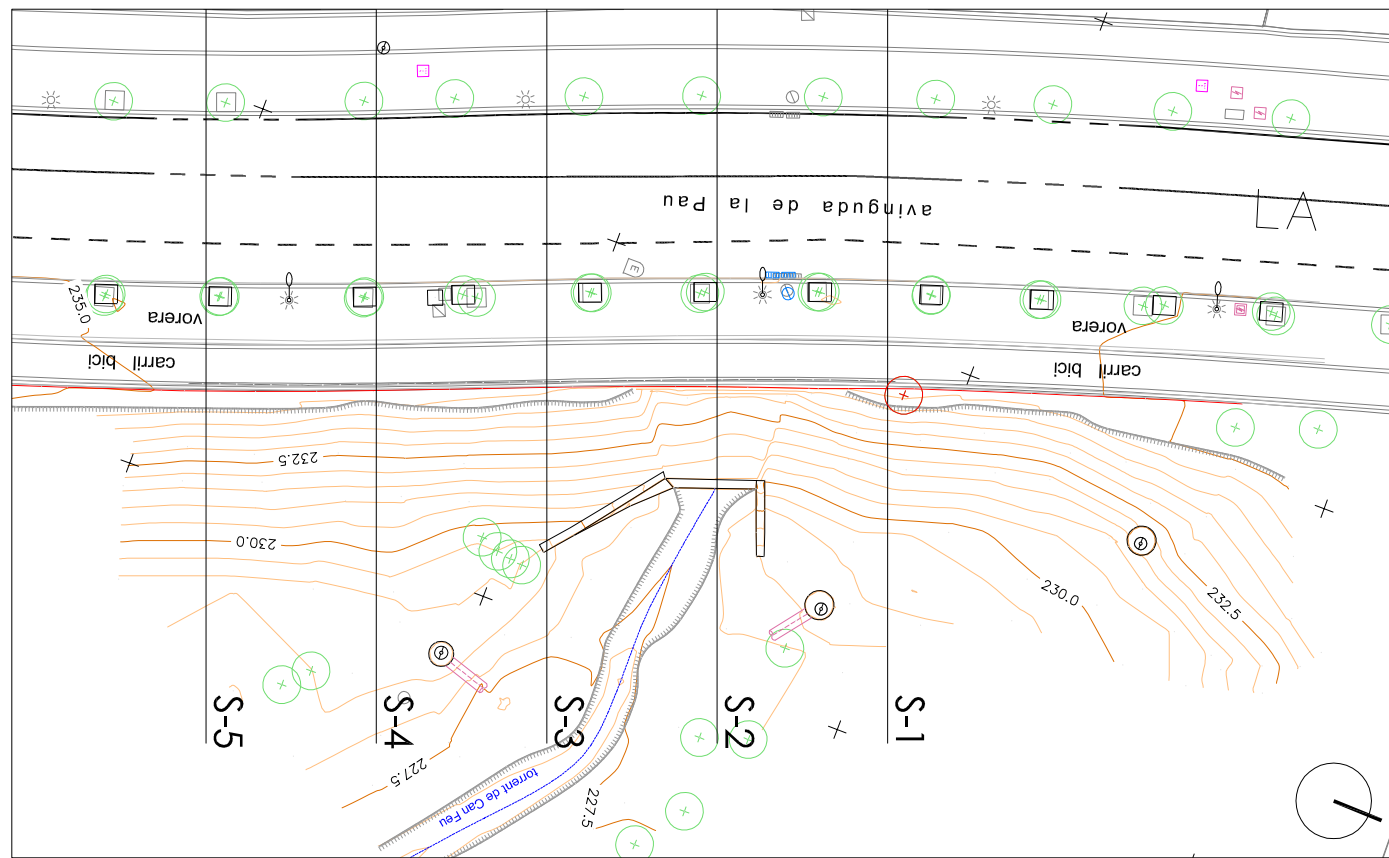 LA
avinguda de la Pau
E
235.0
vorera
vorera
carril bici
carril bici
232.5
230.0
230.0
232.5
S-5
S-4
S-3
S-2
S-1
227.5
torrent de Can Feu
227.5